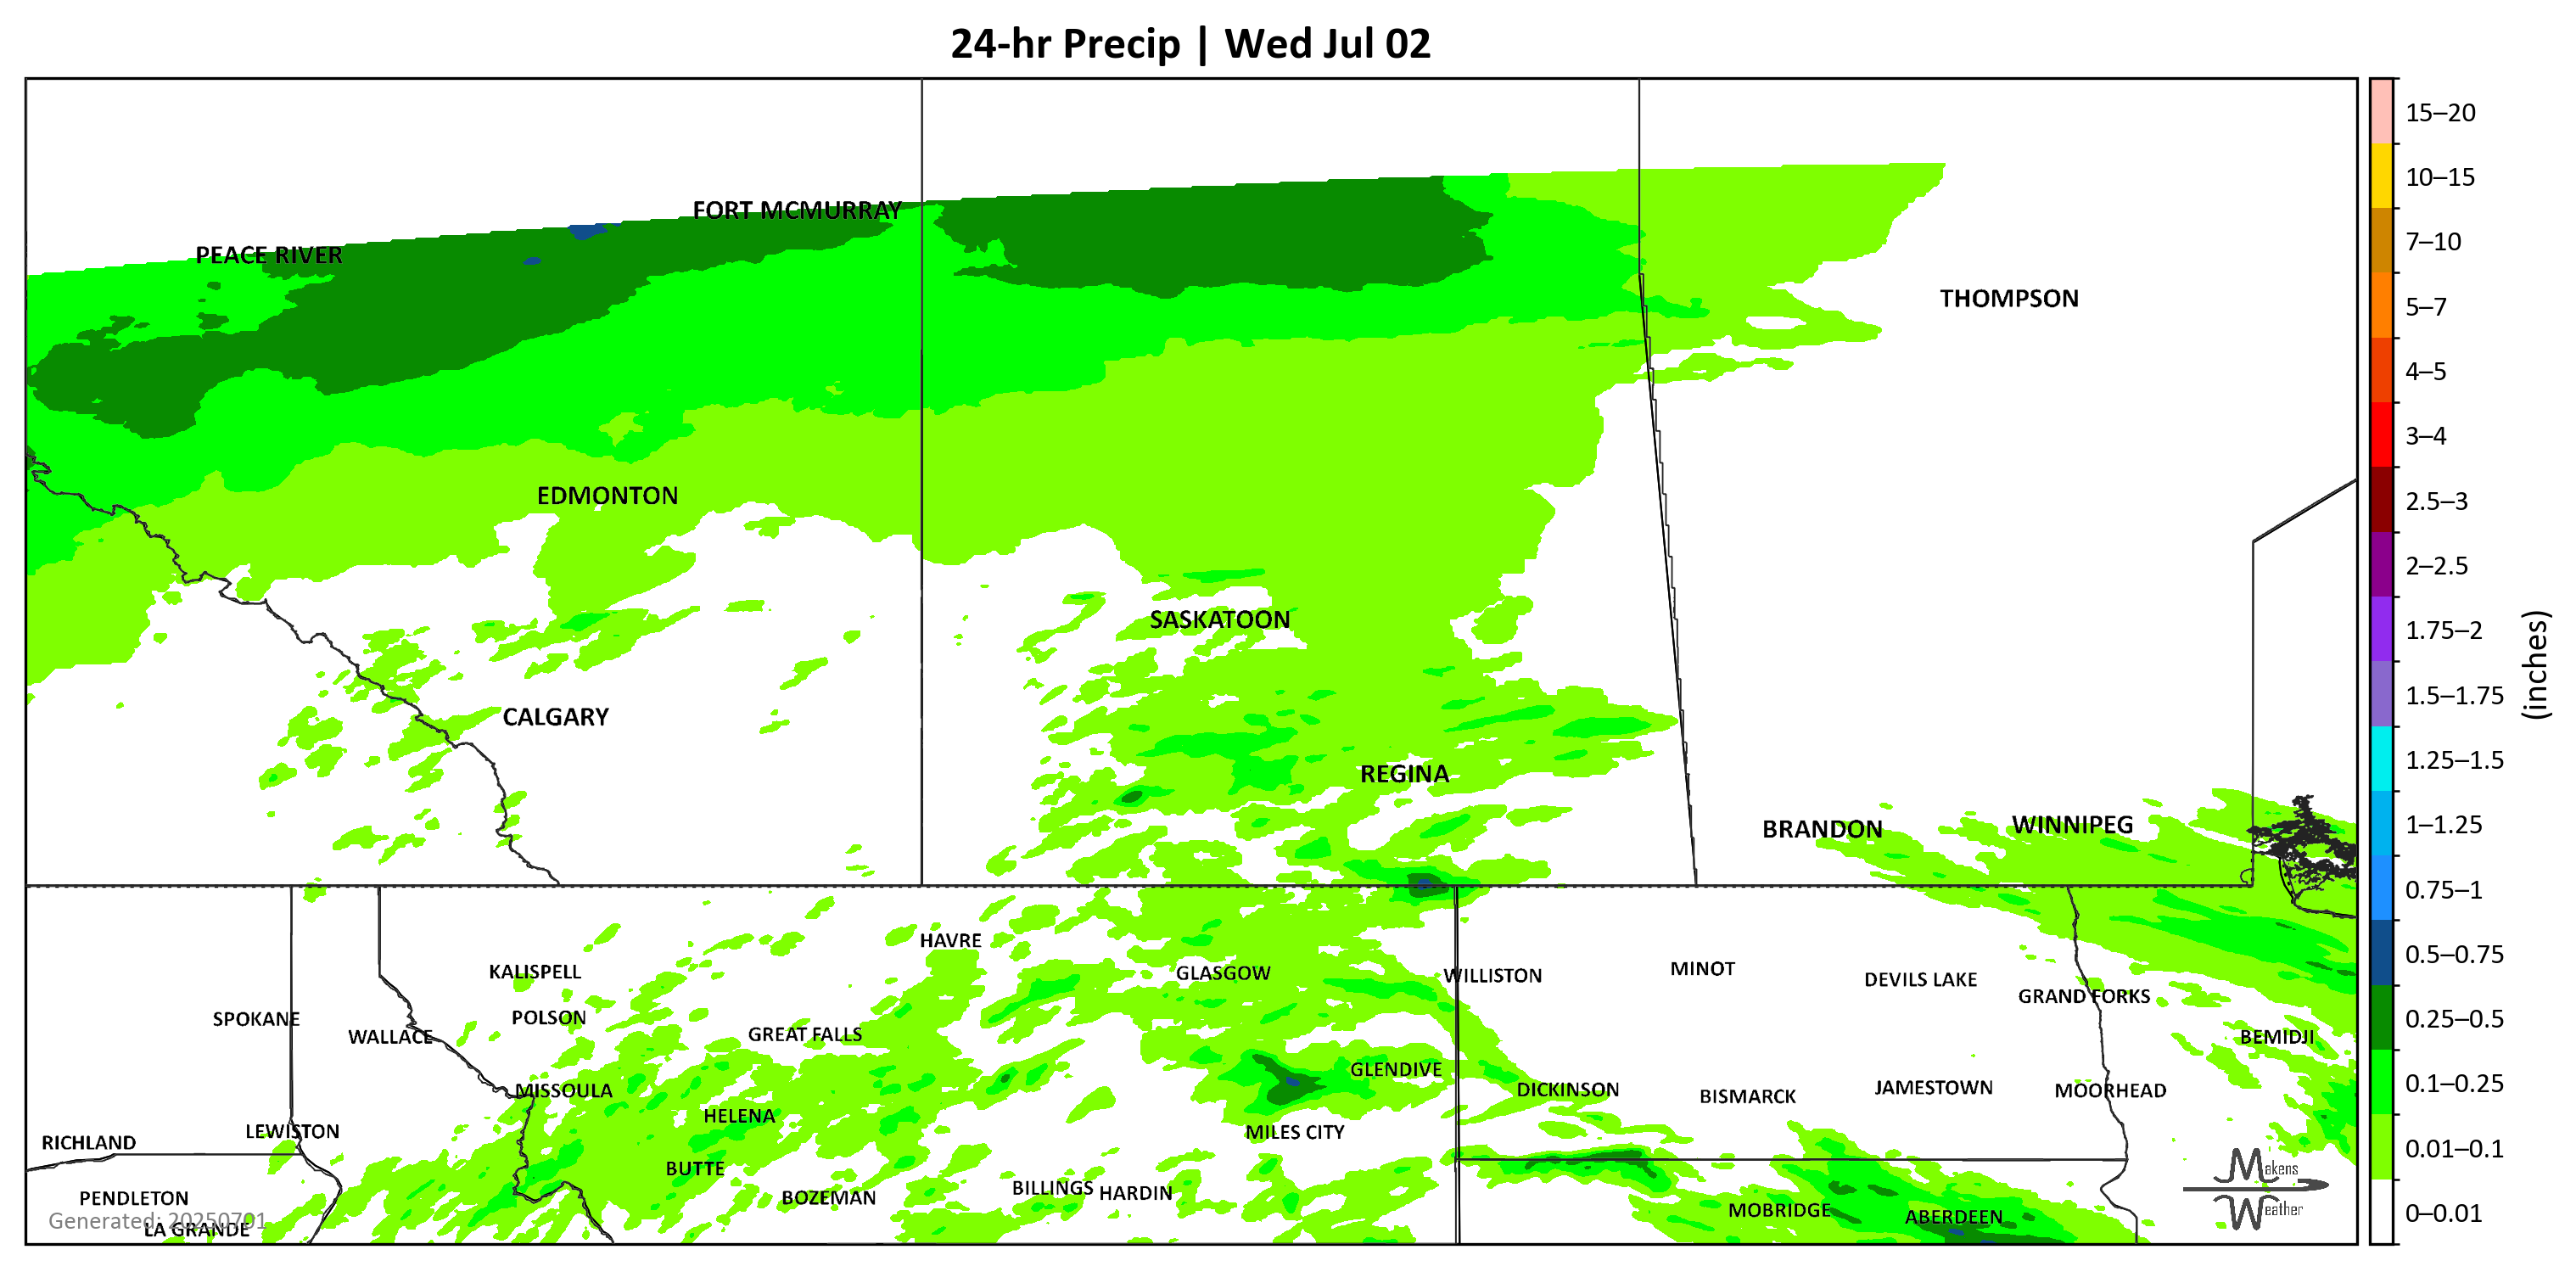 24-hr Precip | Wed Jul 02
FORT MCMURRAY
PEACE RIVER
THOMPSON
EDMONTON
SASKATOON
CALGARY
REGINA
BRANDON
WINNIPEG
HAVRE
KALISPELL
GLASGOW
WILLISTON
MINOT
DEVILS LAKE
GRAND FORKS
SPOKANE
POLSON
WALLACE
GREAT FALLS
BEMIDJI
GLENDIVE
MISSOULA
DICKINSON
BISMARCK
JAMESTOWN
MOORHEAD
HELENA
LEWISTON
RICHLAND
MILES CITY
BUTTE
BILLINGS
HARDIN
PENDLETON
BOZEMAN
MOBRIDGE
ABERDEEN
Generated: 20250701
LA GRANDE
Makens
Weather
15–20
10–15
7–10
5–7
4–5
3–4
2.5–3
2–2.5
1.75–2
1.5–1.75
1.25–1.5
1–1.25
0.75–1
0.5–0.75
0.25–0.5
0.1–0.25
0.01–0.1
0–0.01
(inches)